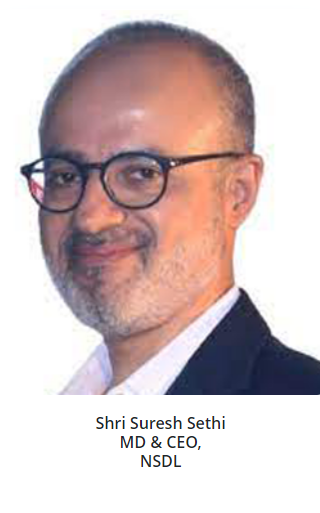 Shri Suresh Sethi
MD & CEO,
NSDL